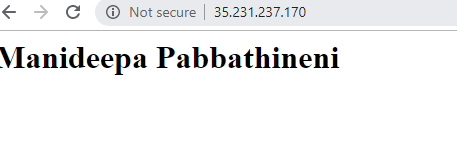 Not secure | 35.231.237.170
Manideepa Pabbathineni